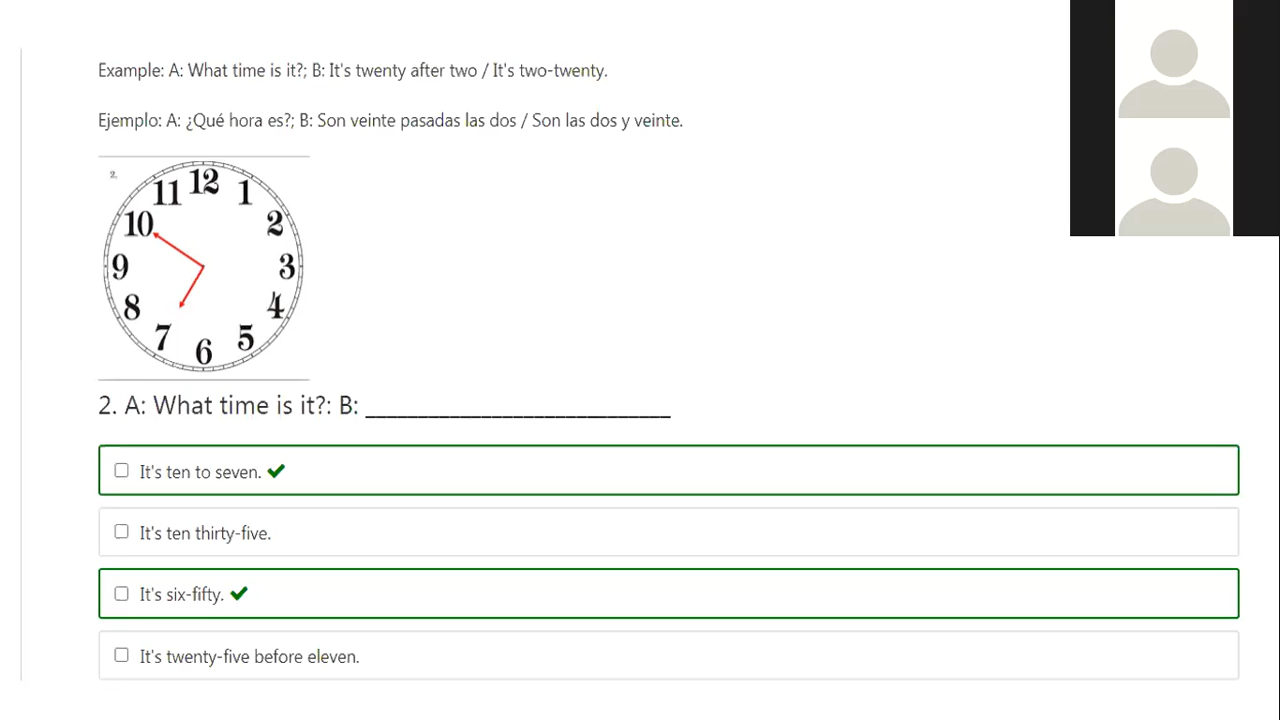 Example: A: What time is it?; B: It's twenty after two / It's two-twenty.
Ejemplo: A: ¿Qué hora es?; B: Son veinte pasadas las dos / Son las dos y veinte.
2.
12
11 1
10 2
9 3
8 4
7 5
6
2. A: What time is it?: B: _____________________________
It's ten to seven.
It's ten thirty-five.
It's six-fifty.
It's twenty-five before eleven.